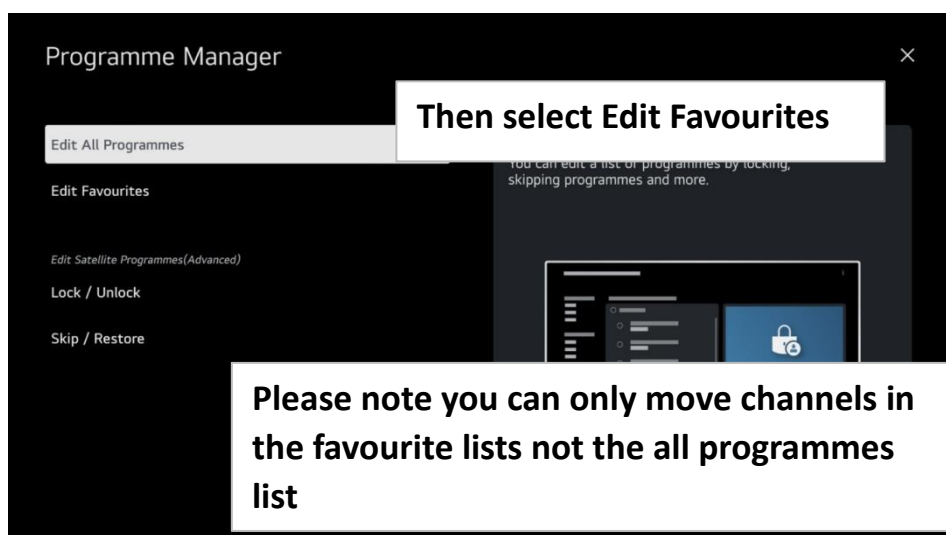 Programme Manager
Then select Edit Favourites
Edit All Programmes
You can edit a list of programmes by locking,
skipping programmes and more.
Edit Favourites
Edit Satellite Programmes(Advanced)
Lock / Unlock
Skip / Restore
Please note you can only move channels in
the favourite lists not the all programmes
list